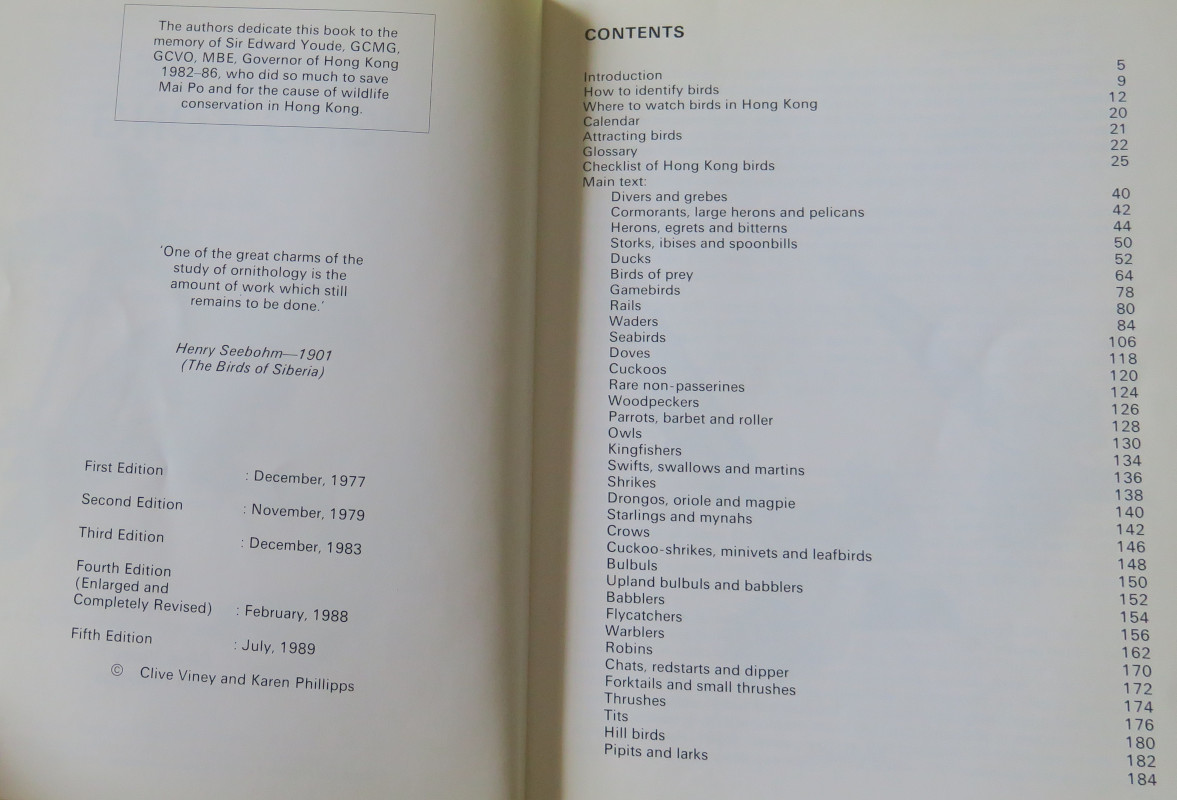 The authors dedicate this book to the
memory of Sir Edward Youde, GCMG,
GCVO, MBE, Governor of Hong Kong
1982–86, who did so much to save
Mai Po and for the cause of wildlife
conservation in Hong Kong.
'One of the great charms of the
study of ornithology is the
amount of work which still
remains to be done.'
Henry Seebohm—1901
(The Birds of Siberia)
First Edition : December, 1977
Second Edition : November, 1979
Third Edition : December, 1983
Fourth Edition
(Enlarged and
Completely Revised) : February, 1988
Fifth Edition : July, 1989
© Clive Viney and Karen Phillipps
CONTENTS
Introduction 5
How to identify birds 9
Where to watch birds in Hong Kong 12
Calendar 20
Attracting birds 21
Glossary 22
Checklist of Hong Kong birds 25
Main text:
Divers and grebes 40
Cormorants, large herons and pelicans 42
Herons, egrets and bitterns 44
Storks, ibises and spoonbills 50
Ducks 52
Birds of prey 64
Gamebirds 78
Rails 80
Waders 84
Seabirds 106
Doves 118
Cuckoos 120
Rare non-passerines 124
Woodpeckers 126
Parrots, barbet and roller 128
Owls 130
Kingfishers 134
Swifts, swallows and martins 136
Shrikes 138
Drongos, oriole and magpie 140
Starlings and mynahs 142
Crows 146
Cuckoo-shrikes, minivets and leafbirds 148
Bulbuls 150
Upland bulbuls and babblers 152
Babblers 154
Flycatchers 156
Warblers 162
Robins 170
Chats, redstarts and dipper 172
Forktails and small thrushes 174
Thrushes 176
Tits 180
Hill birds 182
Pipits and larks 184